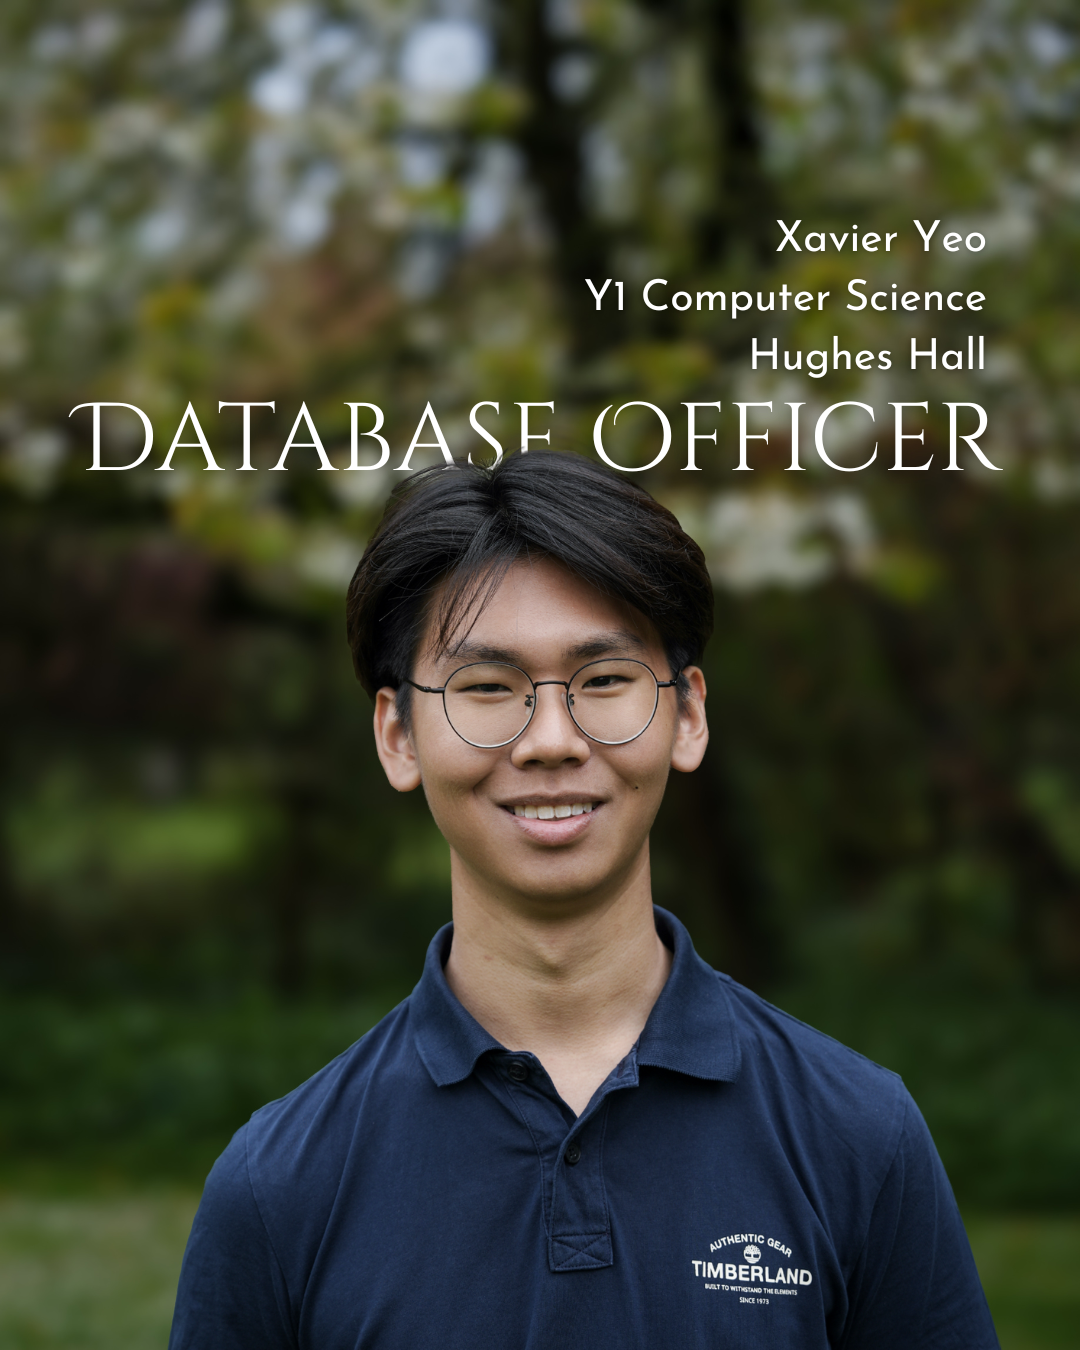 Xavier Yeo
Y1 Computer Science
Hughes Hall
DATABASE OFFICER
AUTHENTIC GEAR
TIMBERLAND
BUILT TO WITHSTAND THE ELEMENTS
SINCE 1973